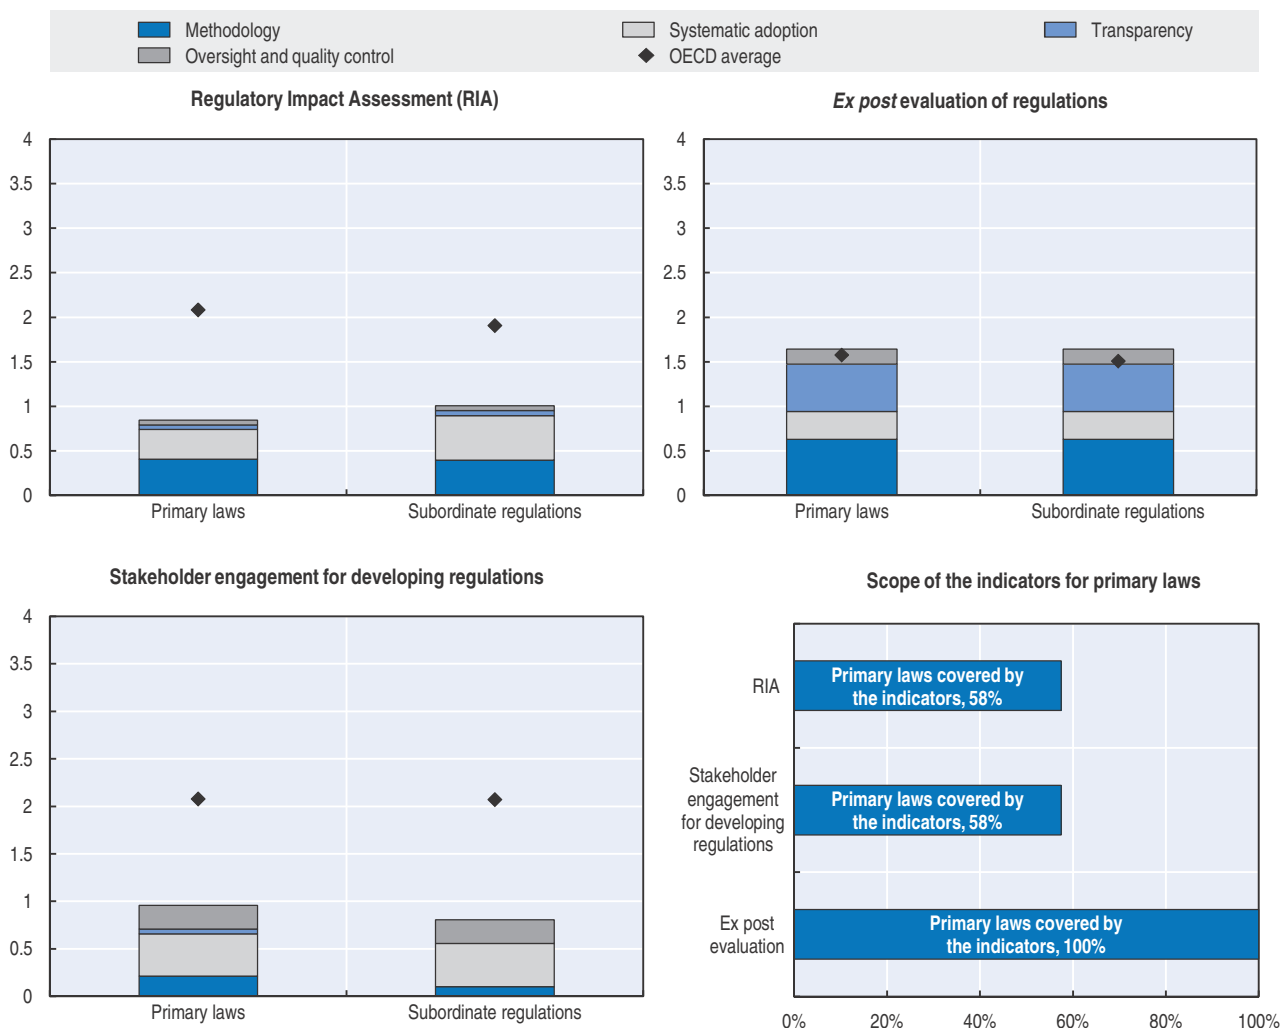 Methodology
Systematic adoption
Transparency
Oversight and quality control
OECD average
Regulatory Impact Assessment (RIA)
4
3.5
3
2.5
2
1.5
1
0.5
0
Primary laws
Subordinate regulations
Ex post evaluation of regulations
4
3.5
3
2.5
2
1.5
1
0.5
0
Primary laws
Subordinate regulations
Stakeholder engagement for developing regulations
4
3.5
3
2.5
2
1.5
1
0.5
0
Primary laws
Subordinate regulations
Scope of the indicators for primary laws
RIA
Primary laws covered by
the indicators, 58%
Stakeholder
engagement
for developing
regulations
Primary laws covered by
the indicators, 58%
Ex post
evaluation
Primary laws covered by
the indicators, 100%
0%
20%
40%
60%
80%
100%